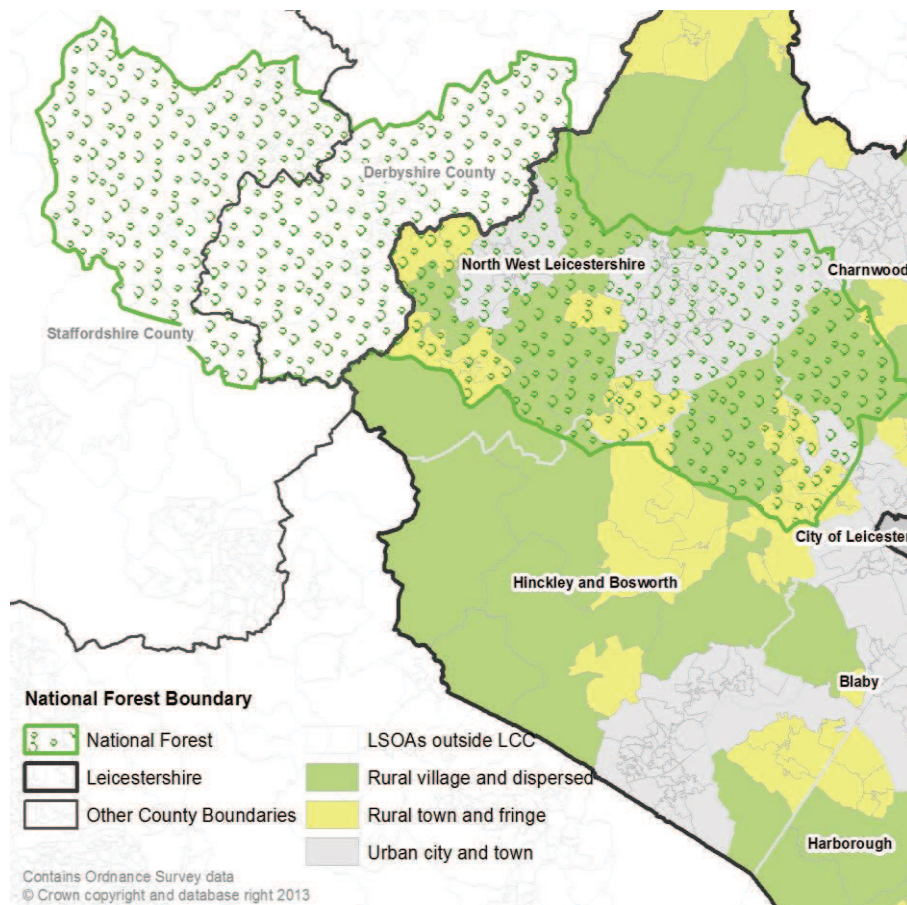 Derbyshire County
North West Leicestershire
Charnwood
Staffordshire County
City of Leicester
Hinckley and Bosworth
Blaby
Harborough
National Forest Boundary
National Forest
Leicestershire
Other County Boundaries
LSOAs outside LCC
Rural village and dispersed
Rural town and fringe
Urban city and town
Contains Ordnance Survey data
© Crown copyright and database right 2013